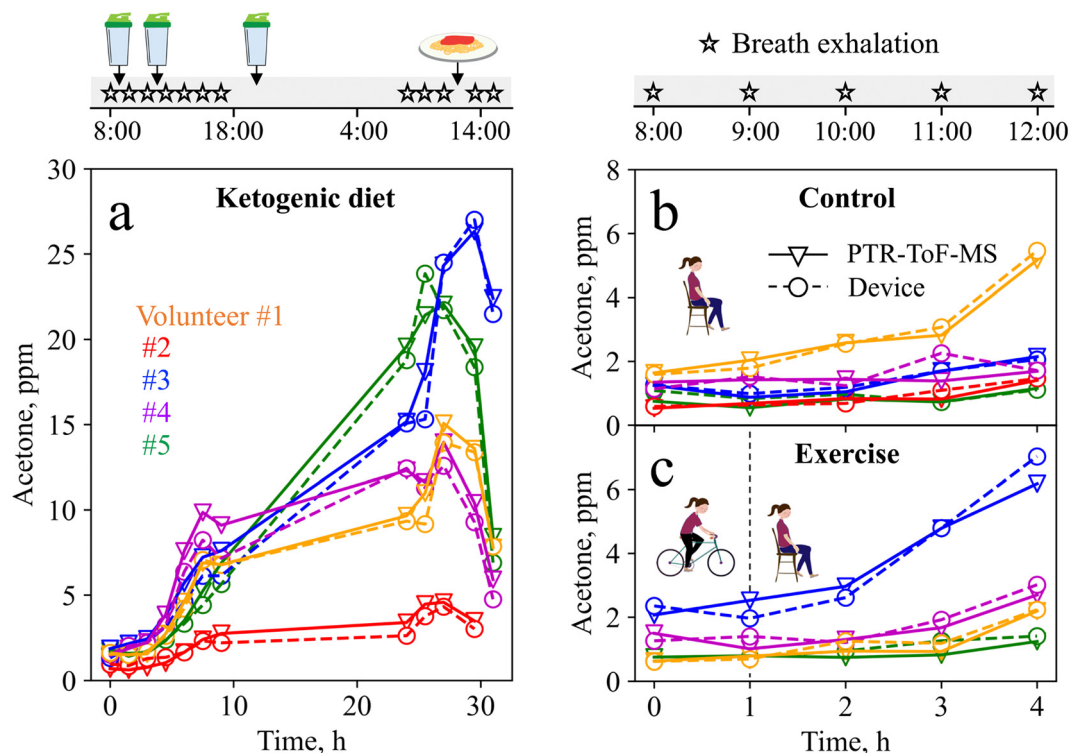 ☆ Breath exhalation
8:00 18:00 4:00 14:00
8:00 9:00 10:00 11:00 12:00
a
Ketogenic diet
Volunteer #1
#2
#3
#4
#5
Acetone, ppm
30
25
20
15
10
5
0
0 10 20 30
Time, h
b
Control
PTR-ToF-MS
Device
Acetone, ppm
8
6
4
2
0
c
Exercise
Acetone, ppm
8
6
4
2
0
0 1 2 3 4
Time, h